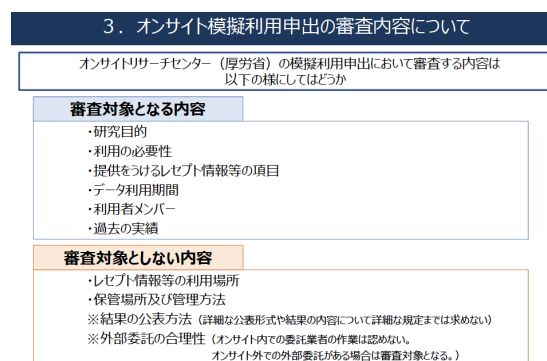 3．オンサイト模擬利用申出の審査内容について
オンサイトリサーチセンター（厚労省）の模擬利用申出において審査する内容は
以下の様にしてはどうか
審査対象となる内容
・研究目的
・利用の必要性
・提供をうけるレセプト情報等の項目
・データ利用期間
・利用者メンバー
・過去の実績
審査対象としない内容
・レセプト情報等の利用場所
・保管場所及び管理方法
※結果の公表方法（詳細な公表形式や結果の内容について詳細な規定までは求めない）
※外部委託の合理性（オンサイト内での委託業者の作業は認めない。
オンサイト外での外部委託がある場合は審査対象となる。）